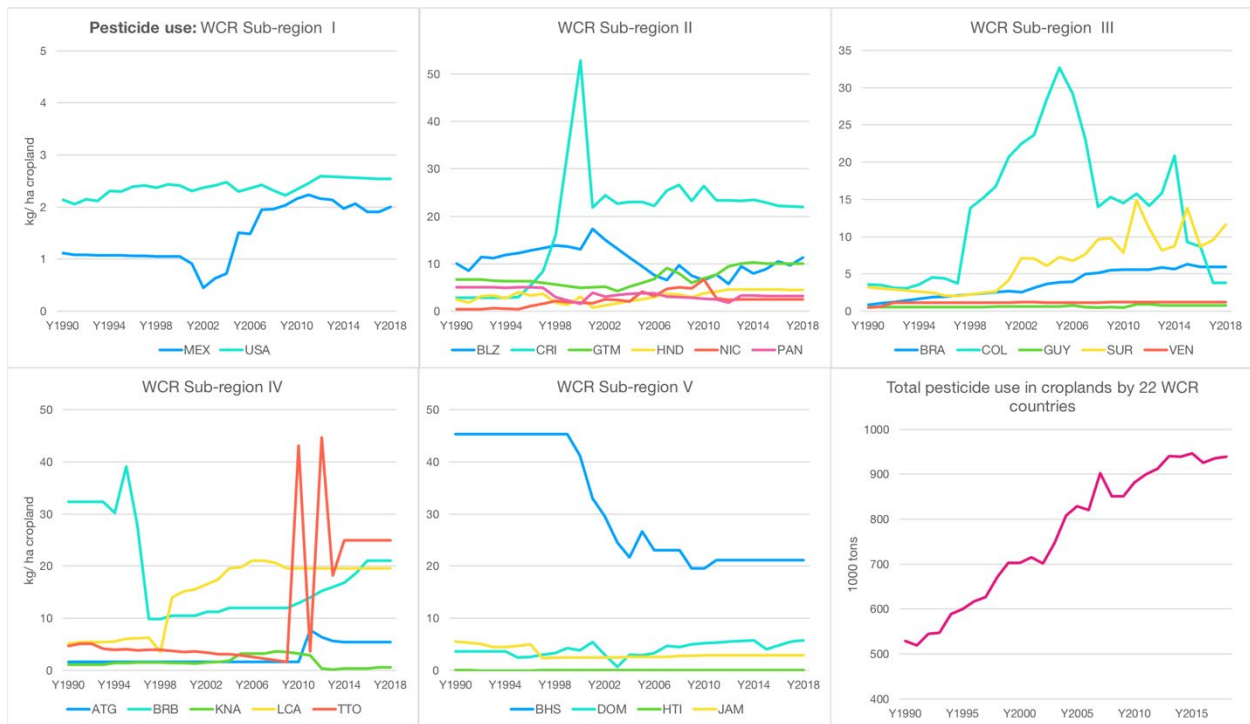 Pesticide use: WCR Sub-region I
5
4
3
2
1
0
kg/ ha cropland
Y1990 Y1994 Y1998 Y2002 Y2006 Y2010 Y2014 Y2018
MEX USA
WCR Sub-region II
50
40
30
20
10
0
Y1990 Y1994 Y1998 Y2002 Y2006 Y2010 Y2014 Y2018
BLZ CRI GTM HND NIC PAN
WCR Sub-region III
35
30
25
20
15
10
5
0
Y1990 Y1994 Y1998 Y2002 Y2006 Y2010 Y2014 Y2018
BRA COL GUY SUR VEN
WCR Sub-region IV
50
40
30
20
10
0
kg/ ha cropland
Y1990 Y1994 Y1998 Y2002 Y2006 Y2010 Y2014 Y2018
ATG BRB KNA LCA TTO
WCR Sub-region V
50
40
30
20
10
0
Y1990 Y1994 Y1998 Y2002 Y2006 Y2010 Y2014 Y2018
BHS DOM HTI JAM
Total pesticide use in croplands by 22 WCR
countries
1000
900
800
700
600
500
400
1000 tons
Y1990 Y1995 Y2000 Y2005 Y2010 Y2015